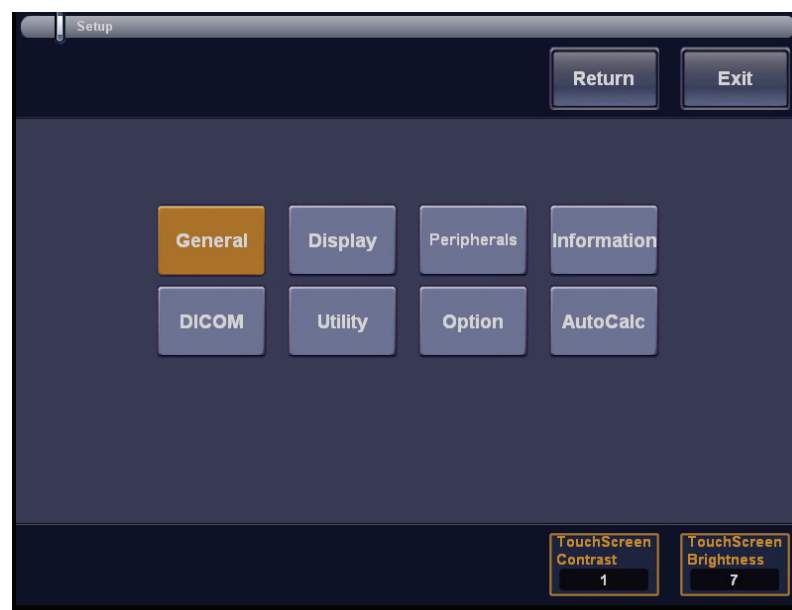 Setup
Return
Exit
General
Display
Peripherals
Information
DICOM
Utility
Option
AutoCalc
TouchScreen
Contrast
1
TouchScreen
Brightness
7